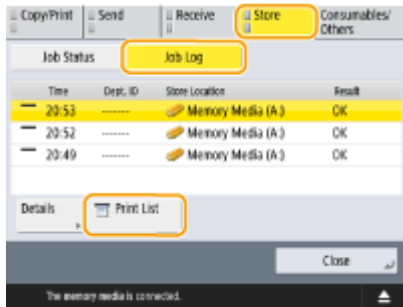 Copy/Print Send Receive Store Consumables/
Others
Job Status Job Log
Time Dept. ID Store Location Result
20:53 ------- Memory Media (A:) OK
20:52 ------- Memory Media (A:) OK
20:49 ------- Memory Media (A:) OK
Details Print List
Close
The memory media is connected.